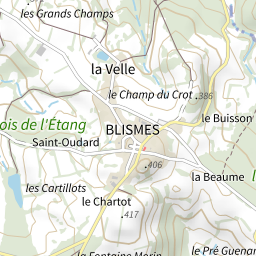 les Grands Champs
la Velle
le Champ du Crot
386
le Buisson
ois de l'Étang
BLISMES
Saint-Oudard
406
la Beaume
les Cartillots
le Chartot
417
la Fontaine Morin
le Pré Guenar